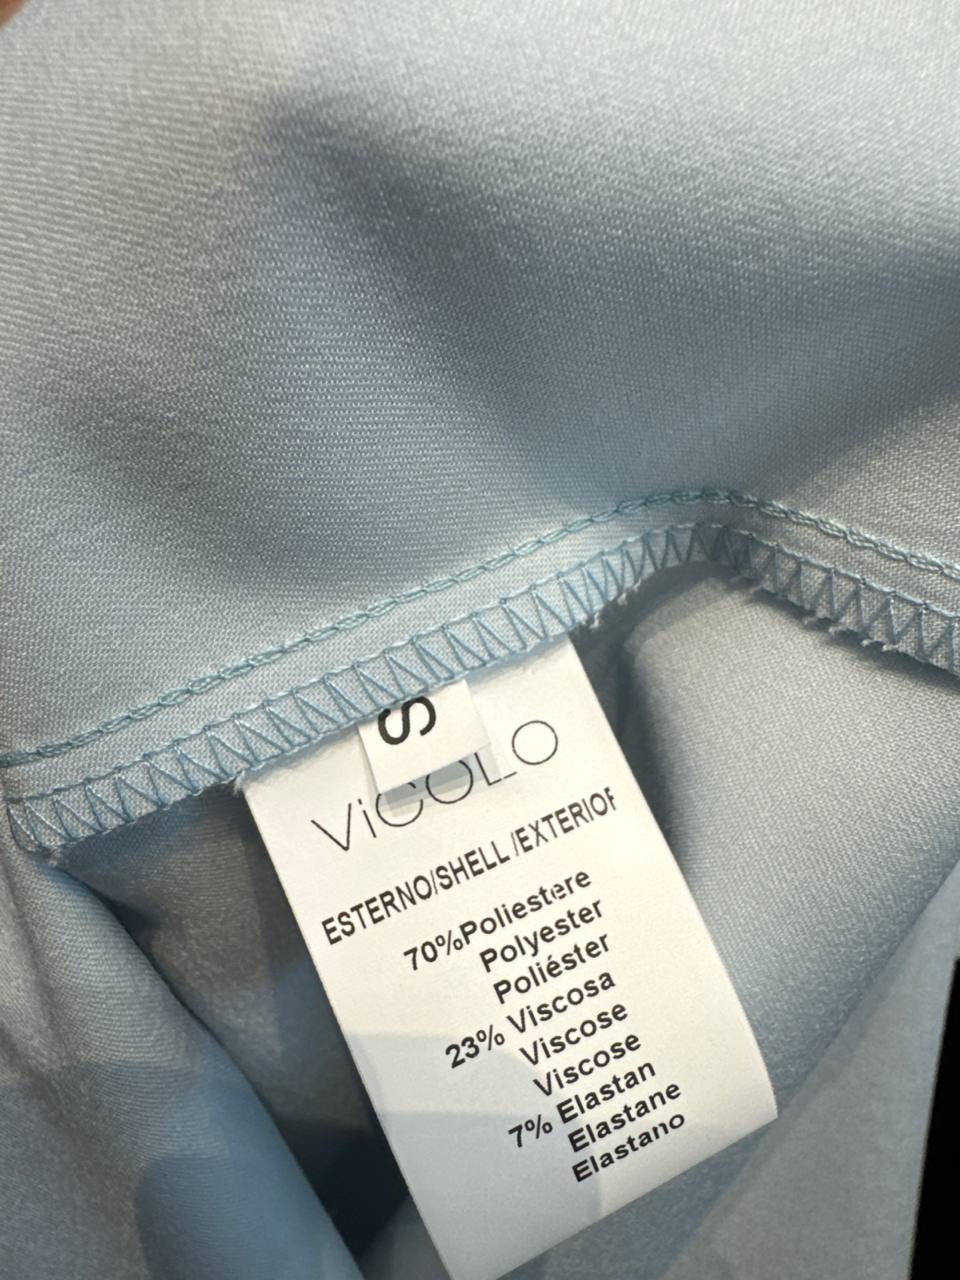 S
ViCOLO
ESTERNO/SHELL/EXTERIOR
70%Poliestere
Polyester
Poliéster
23% Viscosa
Viscose
Viscose
7% Elastan
Elastane
Elastano